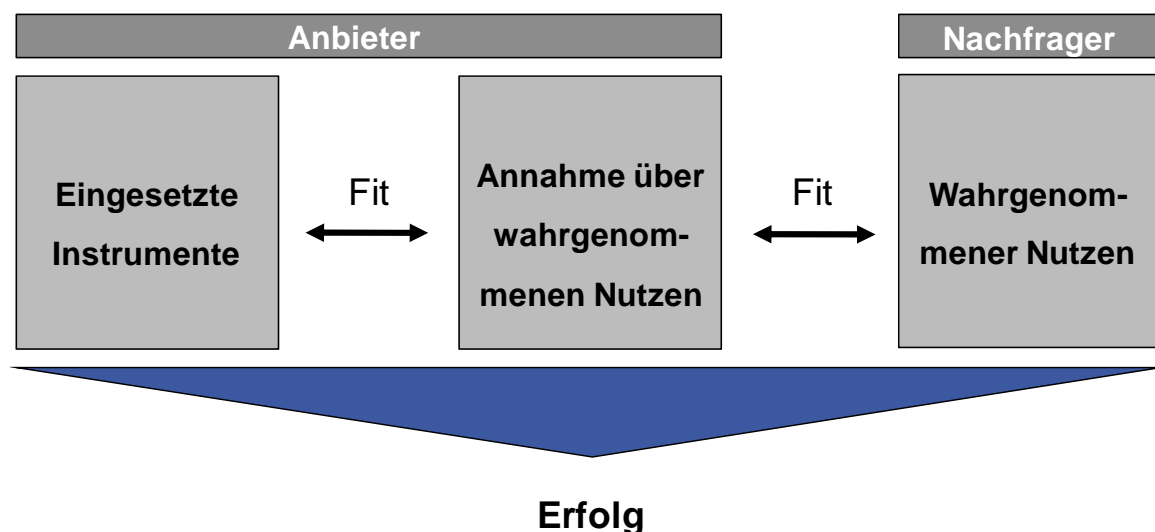 Anbieter
Nachfrager
Eingesetzte
Instrumente
Fit
Annahme über
wahrgenom-
menen Nutzen
Fit
Wahrgenom-
mener Nutzen
Erfolg